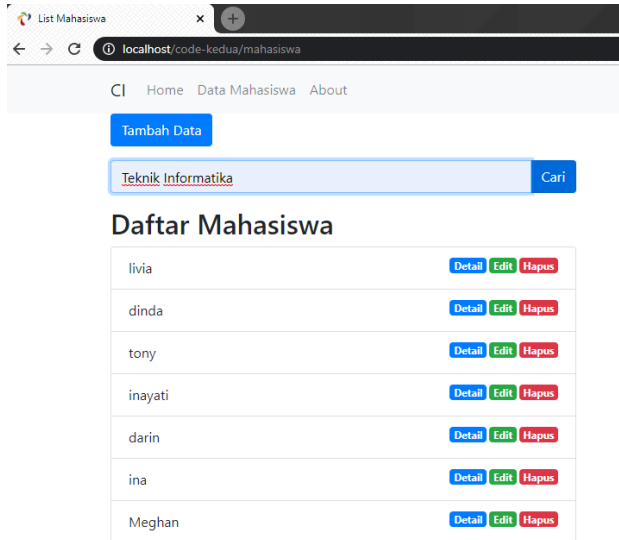 List Mahasiswa
localhost/code-kedua/mahasiswa
CI Home Data Mahasiswa About
Tambah Data
Teknik Informatika Cari
Daftar Mahasiswa
livia Detail Edit Hapus
dinda Detail Edit Hapus
tony Detail Edit Hapus
inayati Detail Edit Hapus
darin Detail Edit Hapus
ina Detail Edit Hapus
Meghan Detail Edit Hapus